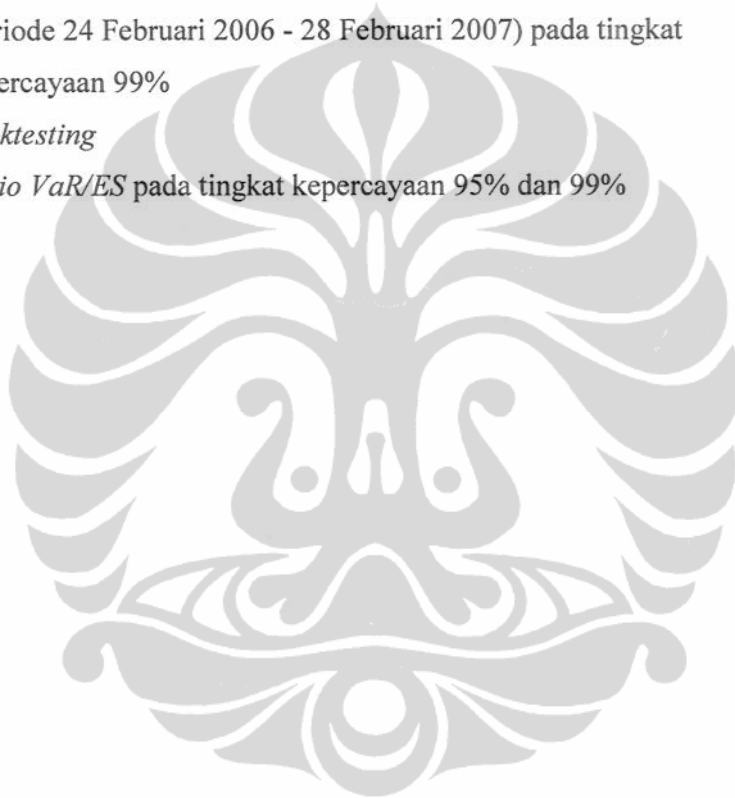 riode 24 Februari 2006 - 28 Februari 2007) pada tingkat
ercayaan 99%
ktesting
io VaR/ES pada tingkat kepercayaan 95% dan 99%